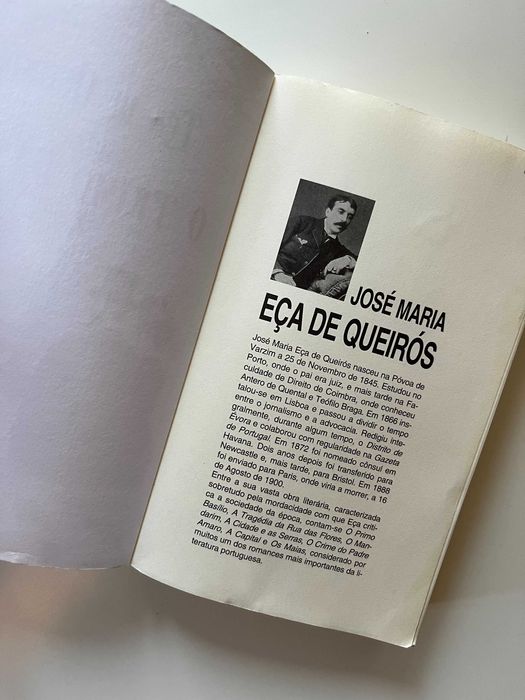 JOSÉ MARIA
EÇA DE QUEIRÓS
José Maria Eça de Queirós nasceu na Póvoa de
Varzim a 25 de Novembro de 1845. Estudou no
Porto, onde o pai era juiz, e mais tarde na Fa-
culdade de Direito de Coimbra, onde conheceu
Antero de Quental e Teófilo Braga. Em 1866 ins-
talou-se em Lisboa e passou a dividir o tempo
entre o jornalismo e a advocacia. Redigiu inte-
gralmente, durante algum tempo, o Distrito de
Évora e colaborou com regularidade na Gazeta
de Portugal. Em 1872 foi nomeado cônsul em
Havana. Dois anos depois foi transferido para
Newcastle e, mais tarde, para Bristol. Em 1888
foi enviado para Paris, onde viria a morrer, a 16
de Agosto de 1900.
Entre a sua vasta obra literária, caracterizada
sobretudo pela mordacidade com que Eça criti-
ca a sociedade da época, contam-se O Primo
Basílio, A Tragédia da Rua das Flores, O Man-
darim, A Cidade e as Serras, O Crime do Padre
Amaro, A Capital e Os Maias, considerado por
muitos um dos romances mais importantes da li-
teratura portuguesa.